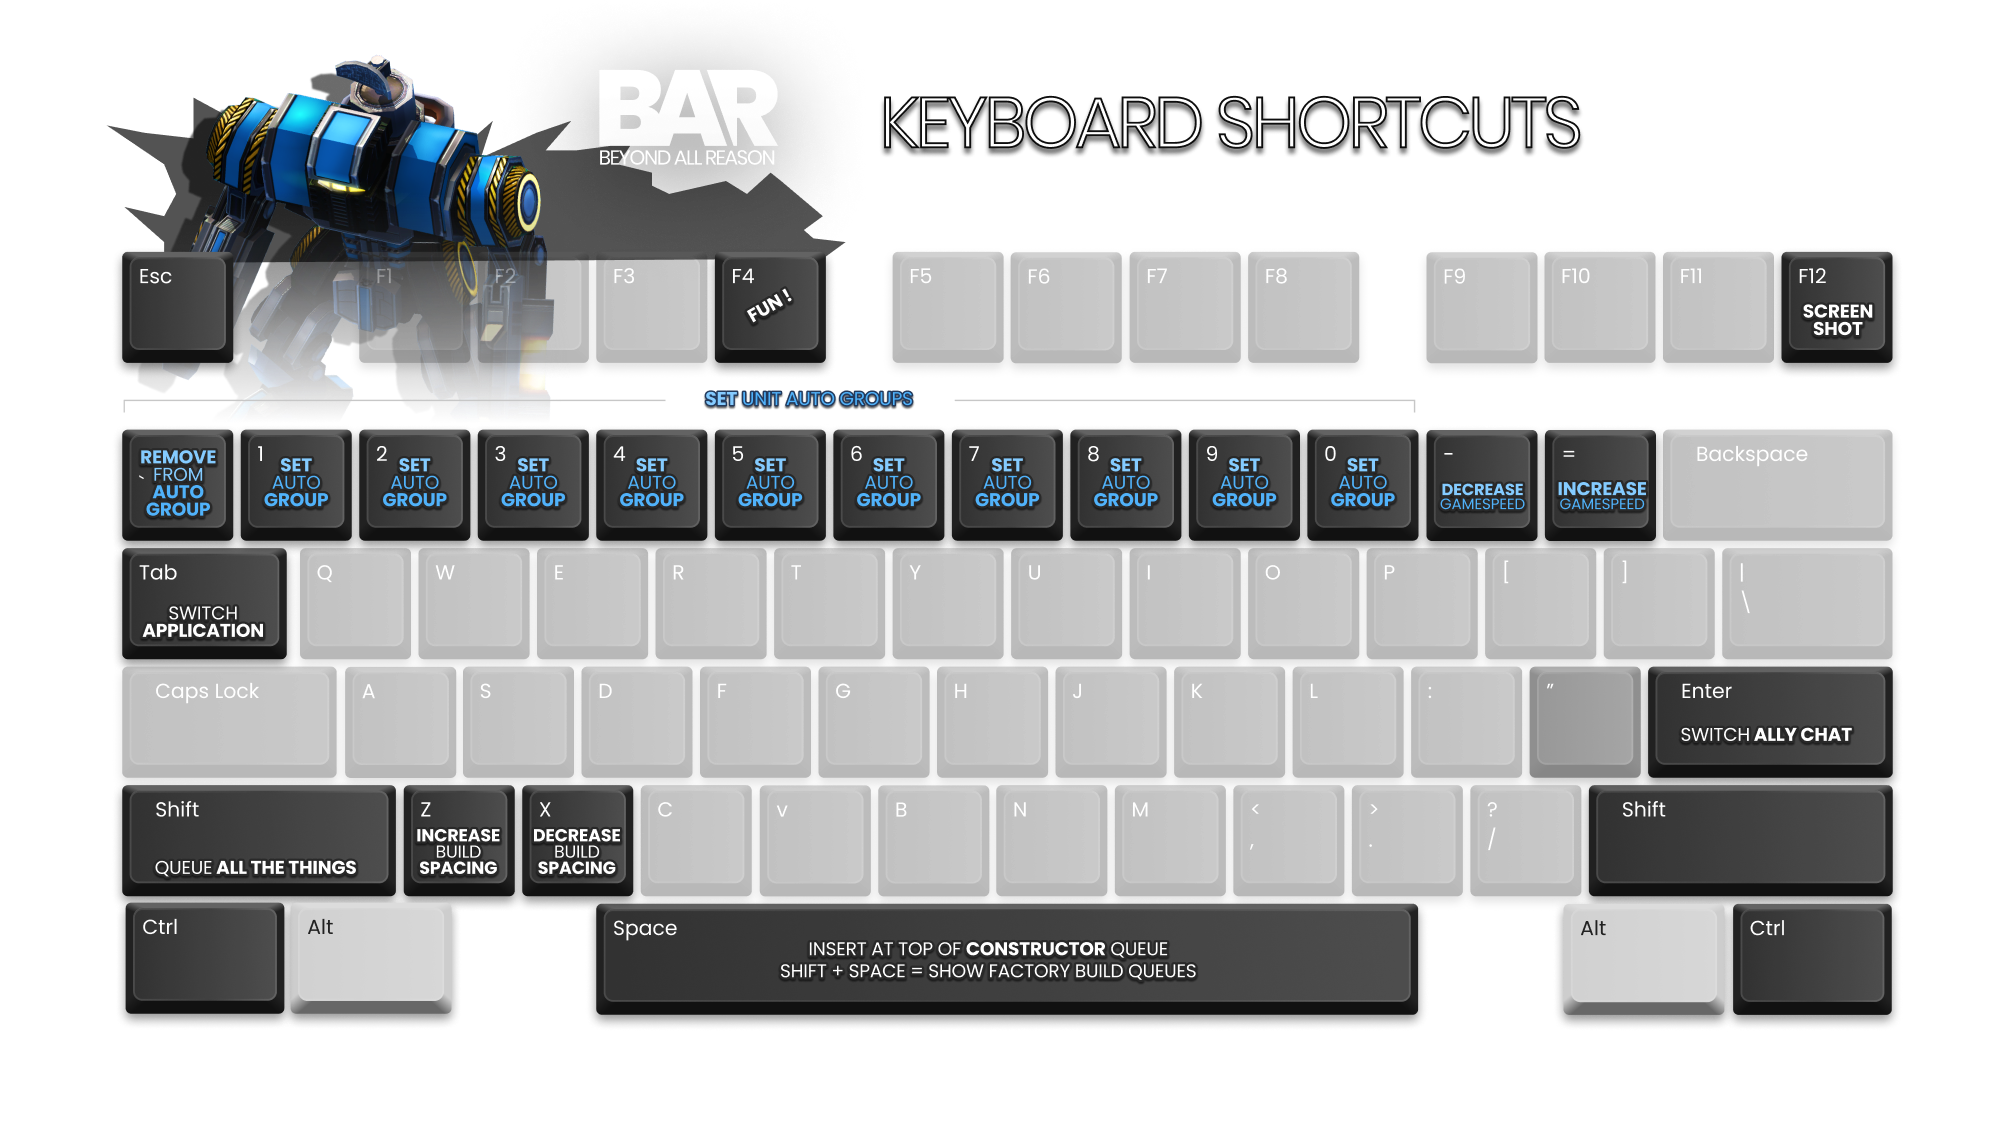 BAR
BEYOND ALL REASON
KEYBOARD SHORTCUTS
Esc
F1
F2
F3
F4
FUN !
F5
F6
F7
F8
F9
F10
F11
F12
SCREEN
SHOT
SET UNIT AUTO GROUPS
`
REMOVE
FROM
AUTO
GROUP
1
SET
AUTO
GROUP
2
SET
AUTO
GROUP
3
SET
AUTO
GROUP
4
SET
AUTO
GROUP
5
SET
AUTO
GROUP
6
SET
AUTO
GROUP
7
SET
AUTO
GROUP
8
SET
AUTO
GROUP
9
SET
AUTO
GROUP
0
SET
AUTO
GROUP
-
DECREASE
GAMESPEED
=
INCREASE
GAMESPEED
Backspace
Tab
SWITCH
APPLICATION
Q
W
E
R
T
Y
U
I
O
P
[
]
|
\
Caps Lock
A
S
D
F
G
H
J
K
L
:
"
Enter
SWITCH ALLY CHAT
Shift
QUEUE ALL THE THINGS
Z
INCREASE
BUILD
SPACING
X
DECREASE
BUILD
SPACING
C
v
B
N
M
<
,
>
.
?
/
Shift
Ctrl
Alt
Space
INSERT AT TOP OF CONSTRUCTOR QUEUE
SHIFT + SPACE = SHOW FACTORY BUILD QUEUES
Alt
Ctrl